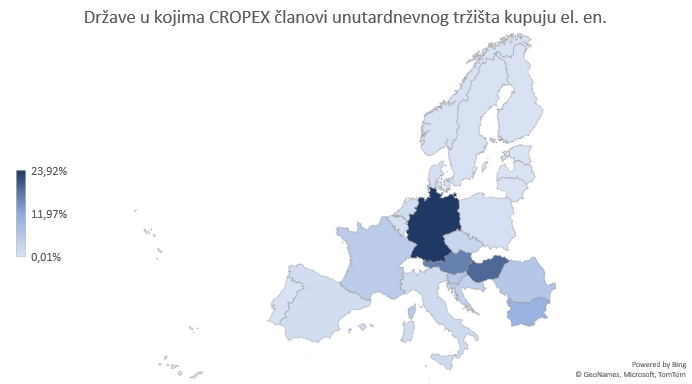 Države u kojima CROPEX članovi unutardnevnog tržišta kupuju el. en.
23,92%
11,97%
0,01%
Powered by Bing
© GeoNames, Microsoft, TomTom